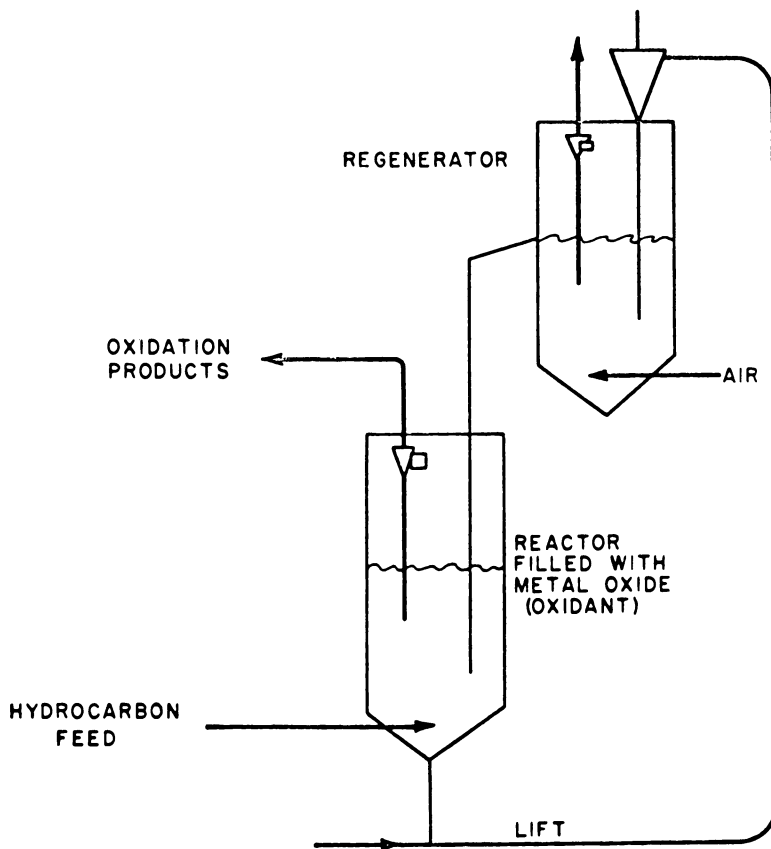 REGENERATOR
OXIDATION
PRODUCTS
AIR
REACTOR
FILLED WITH
METAL OXIDE
(OXIDANT)
HYDROCARBON
FEED
LIFT